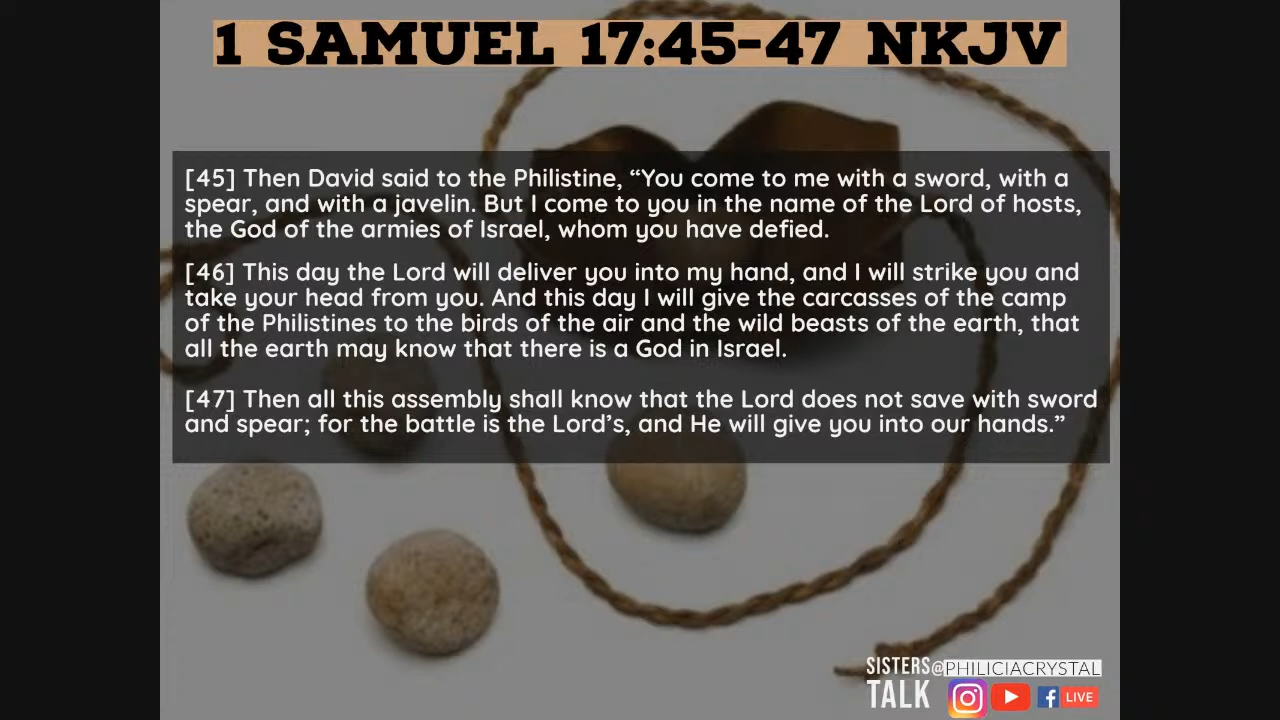 1 SAMUEL 17:45-47 NKJV
[45] Then David said to the Philistine, “You come to me with a sword, with a
spear, and with a javelin. But I come to you in the name of the Lord of hosts,
the God of the armies of Israel, whom you have defied.
[46] This day the Lord will deliver you into my hand, and I will strike you and
take your head from you. And this day I will give the carcasses of the camp
of the Philistines to the birds of the air and the wild beasts of the earth, that
all the earth may know that there is a God in Israel.
[47] Then all this assembly shall know that the Lord does not save with sword
and spear; for the battle is the Lord’s, and He will give you into our hands.”
SISTERS @PHILICIACRYSTAL
TALK f LIVE